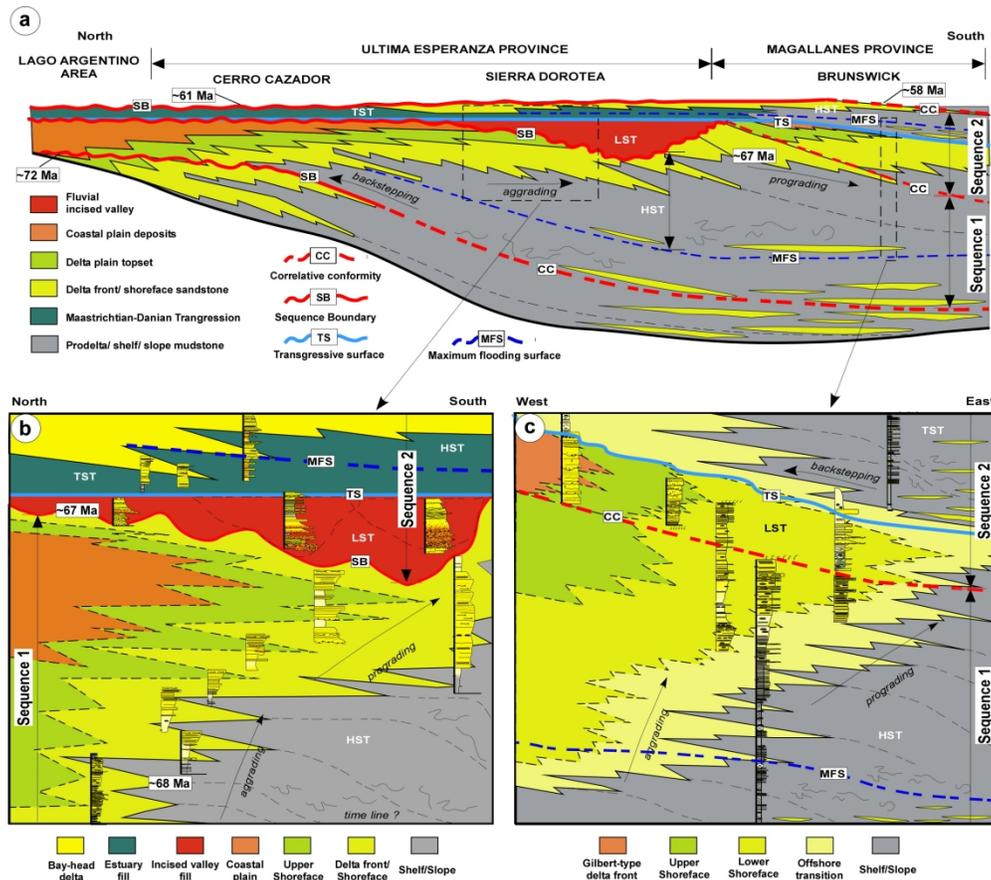 a
North
South
LAGO ARGENTINO
AREA
ULTIMA ESPERANZA PROVINCE
MAGALLANES PROVINCE
CERRO CAZADOR
SIERRA DOROTEA
BRUNSWICK
~61 Ma
~58 Ma
SB
TST
HST
CC
TS
MFS
SB
LST
~67 Ma
~72 Ma
SB
backstepping
aggrading
prograding
HST
CC
MFS
CC
Sequence 2
Sequence 1
Fluvial
incised valley
Coastal plain deposits
Delta plain topset
Delta front/ shoreface sandstone
Maastrichtian-Danian Trangression
Prodelta/ shelf/ slope mudstone
CC
Correlative conformity
SB
Sequence Boundary
TS
Transgressive surface
MFS
Maximum flooding surface
North
South
b
TST
MFS
HST
Sequence 2
TS
~67 Ma
LST
SB
Sequence 1
prograding
aggrading
HST
~68 Ma
time line ?
Bay-head
delta
Estuary
fill
Incised valley
fill
Coastal
plain
Upper
Shoreface
Delta front/
Shoreface
Shelf/Slope
West
East
c
TST
backstepping
Sequence 2
TS
CC
LST
Sequence 1
prograding
aggrading
HST
MFS
Gilbert-type
delta front
Upper
Shoreface
Lower
Shoreface
Offshore
transition
Shelf/Slope